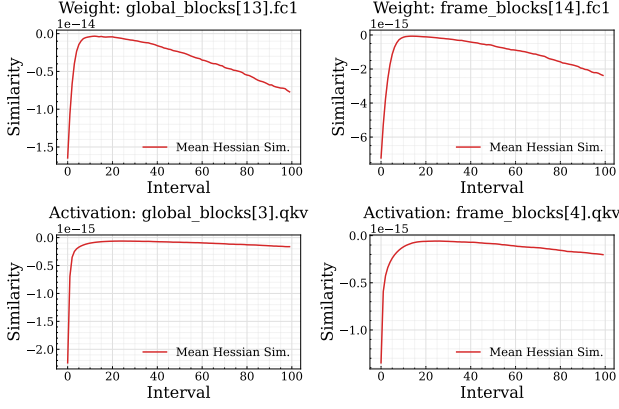 Weight: global_blocks[13].fc1
1e−14
Similarity
0.0
−0.5
−1.0
−1.5
Mean Hessian Sim.
0 20 40 60 80 100
Interval
Weight: frame_blocks[14].fc1
1e−15
Similarity
0
−2
−4
−6
Mean Hessian Sim.
0 20 40 60 80 100
Interval
Activation: global_blocks[3].qkv
1e−15
Similarity
0.0
−0.5
−1.0
−1.5
−2.0
Mean Hessian Sim.
0 20 40 60 80 100
Interval
Activation: frame_blocks[4].qkv
1e−15
Similarity
0.0
−0.5
−1.0
Mean Hessian Sim.
0 20 40 60 80 100
Interval